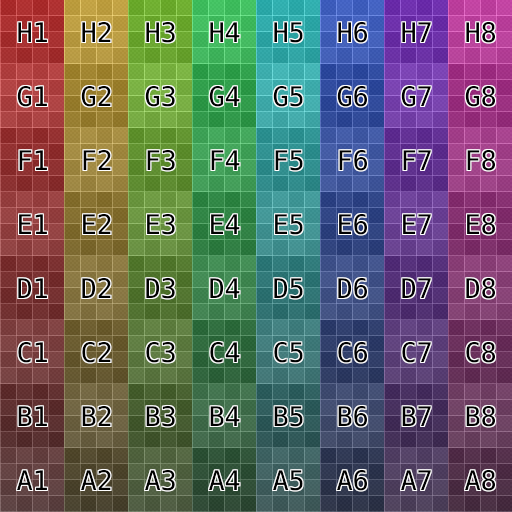 H1 H2 H3 H4 H5 H6 H7 H8
G1 G2 G3 G4 G5 G6 G7 G8
F1 F2 F3 F4 F5 F6 F7 F8
E1 E2 E3 E4 E5 E6 E7 E8
D1 D2 D3 D4 D5 D6 D7 D8
C1 C2 C3 C4 C5 C6 C7 C8
B1 B2 B3 B4 B5 B6 B7 B8
A1 A2 A3 A4 A5 A6 A7 A8